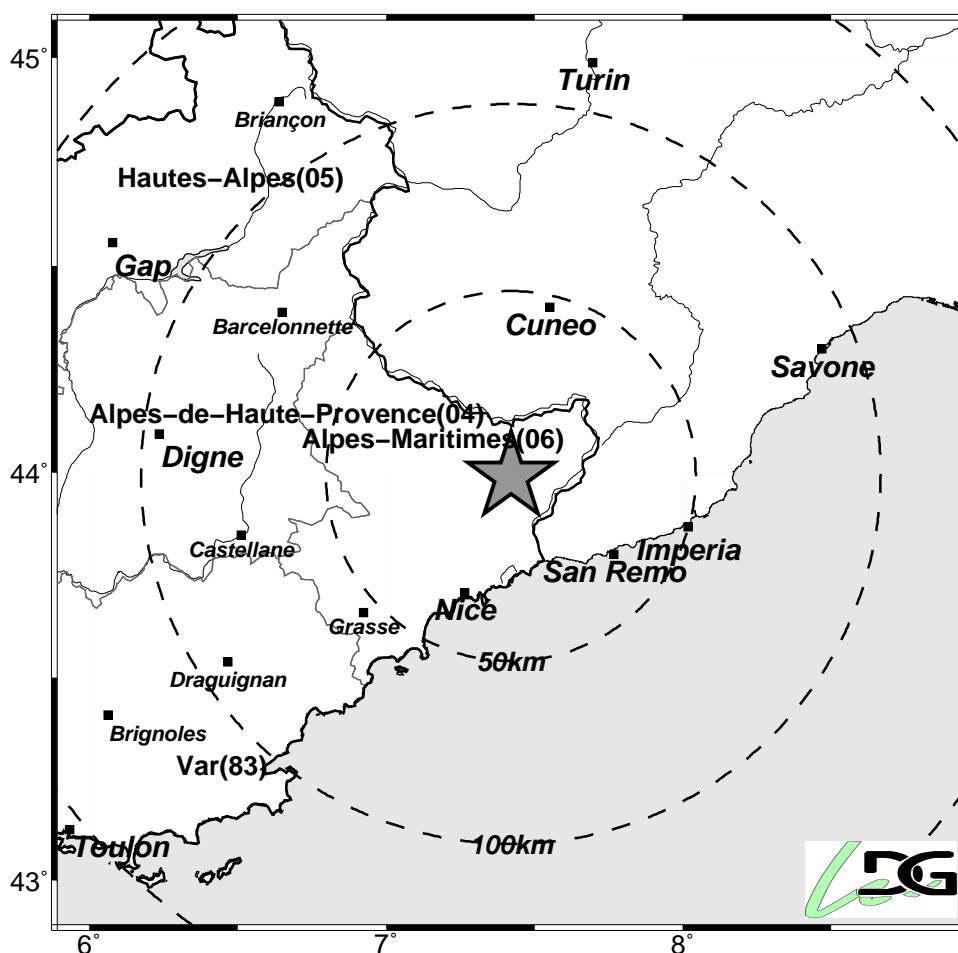 45°
Turin
Briançon
Hautes−Alpes(05)
Gap
Barcelonnette
Cuneo
Savone
Alpes−de−Haute−Provence(04)
Alpes−Maritimes(06)
Digne
44°
Castellane
Imperia
San Remo
Nice
Grasse
50km
Draguignan
Brignoles
Var(83)
100km
Toulon
43°
DG
6°
7°
8°